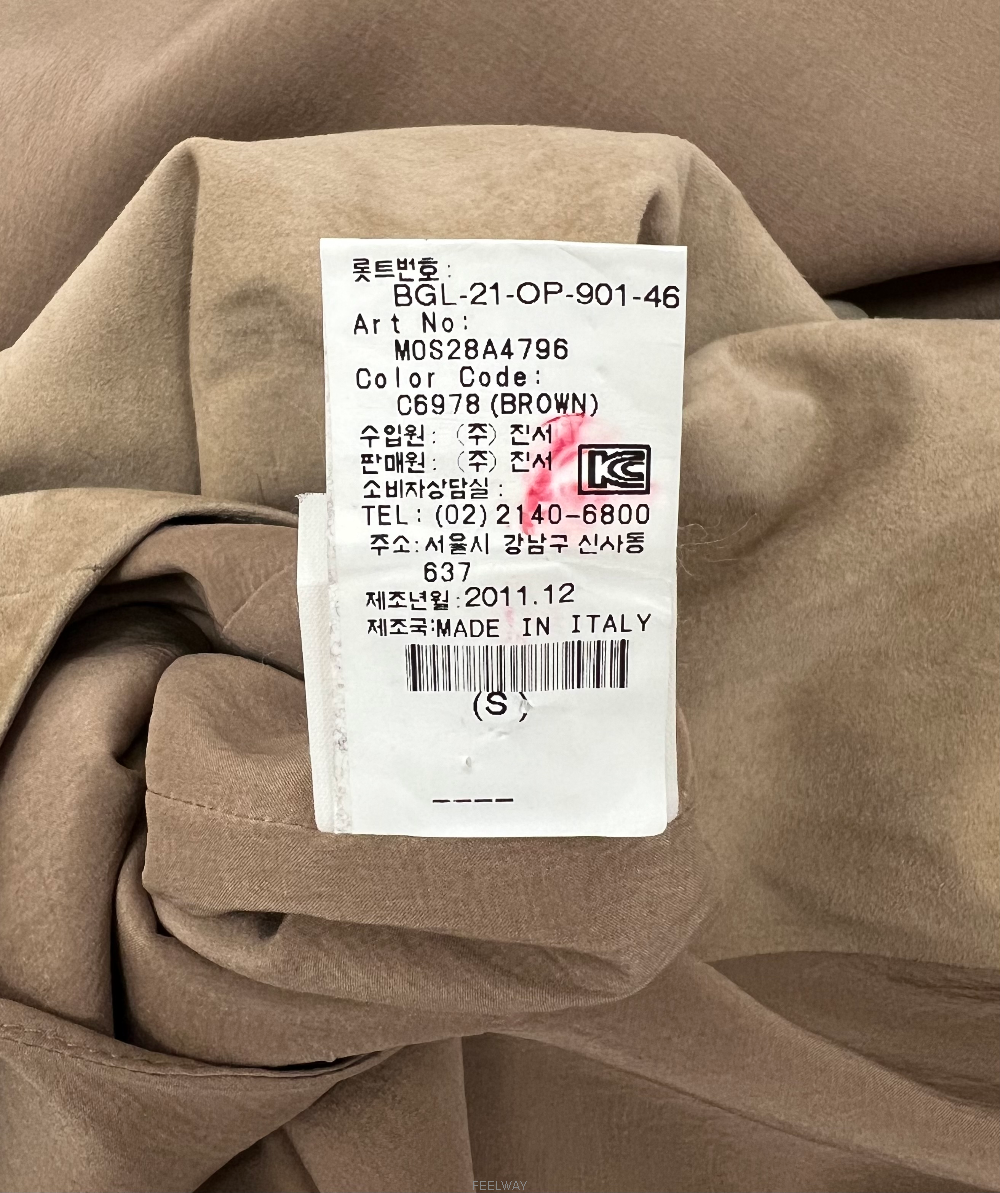 롯트번호:
BGL-21-OP-901-46
Art No:
MOS28A4796
Color Code:
C6978(BROWN)
수입원: (주) 진서
판매원: (주) 진서
KC
소비자상담실:
TEL:(02)2140-6800
주소:서울시 강남구 신사동
637
제조년월:2011.12
제조국:MADE IN ITALY
(S )
----
FEELWAY